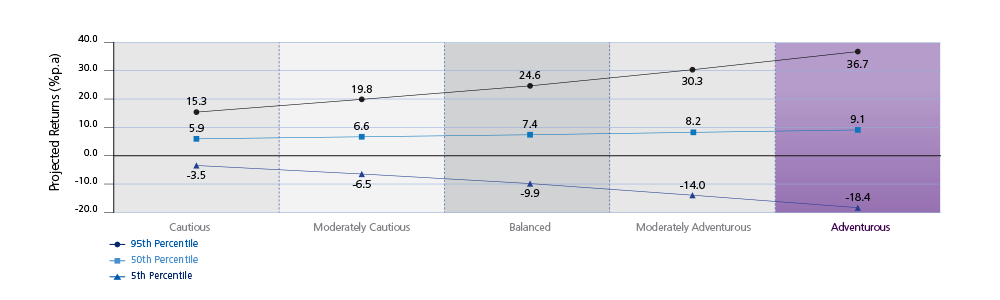 Projected Returns (%p.a)
40.0
30.0
20.0
10.0
0.0
-10.0
-20.0
15.3
19.8
24.6
30.3
36.7
5.9
6.6
7.4
8.2
9.1
-3.5
-6.5
-9.9
-14.0
-18.4
Cautious
Moderately Cautious
Balanced
Moderately Adventurous
Adventurous
95th Percentile
50th Percentile
5th Percentile